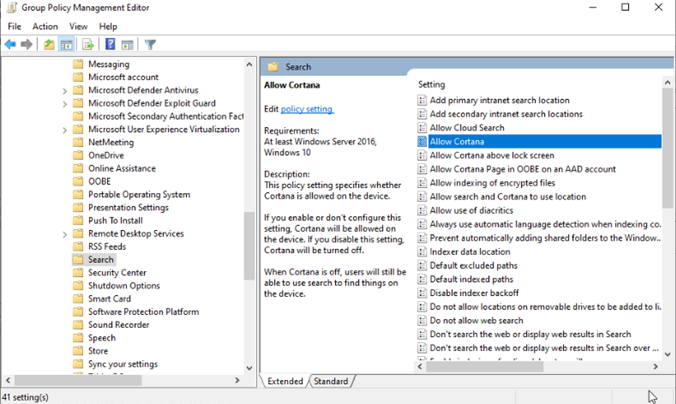 Group Policy Management Editor
File Action View Help
Messaging
Microsoft account
Microsoft Defender Antivirus
Microsoft Defender Exploit Guard
Microsoft Secondary Authentication Fact
Microsoft User Experience Virtualization
NetMeeting
OneDrive
Online Assistance
OOBE
Portable Operating System
Presentation Settings
Push To Install
Remote Desktop Services
RSS Feeds
Search
Security Center
Shutdown Options
Smart Card
Software Protection Platform
Sound Recorder
Speech
Store
Sync your settings
Search
Allow Cortana
Edit policy setting
Requirements:
At least Windows Server 2016,
Windows 10
Description:
This policy setting specifies whether
Cortana is allowed on the device.
If you enable or don't configure this
setting, Cortana will be allowed on
the device. If you disable this setting,
Cortana will be turned off.
When Cortana is off, users will still be
able to use search to find things on
the device.
Setting
Add primary intranet search location
Add secondary intranet search locations
Allow Cloud Search
Allow Cortana
Allow Cortana above lock screen
Allow Cortana Page in OOBE on an AAD account
Allow indexing of encrypted files
Allow search and Cortana to use location
Allow use of diacritics
Always use automatic language detection when indexing co...
Prevent automatically adding shared folders to the Window...
Indexer data location
Default excluded paths
Default indexed paths
Disable indexer backoff
Do not allow locations on removable drives to be added to li...
Do not allow web search
Don't search the web or display web results in Search
Don't search the web or display web results in Search over ...
Extended Standard
41 setting(s)